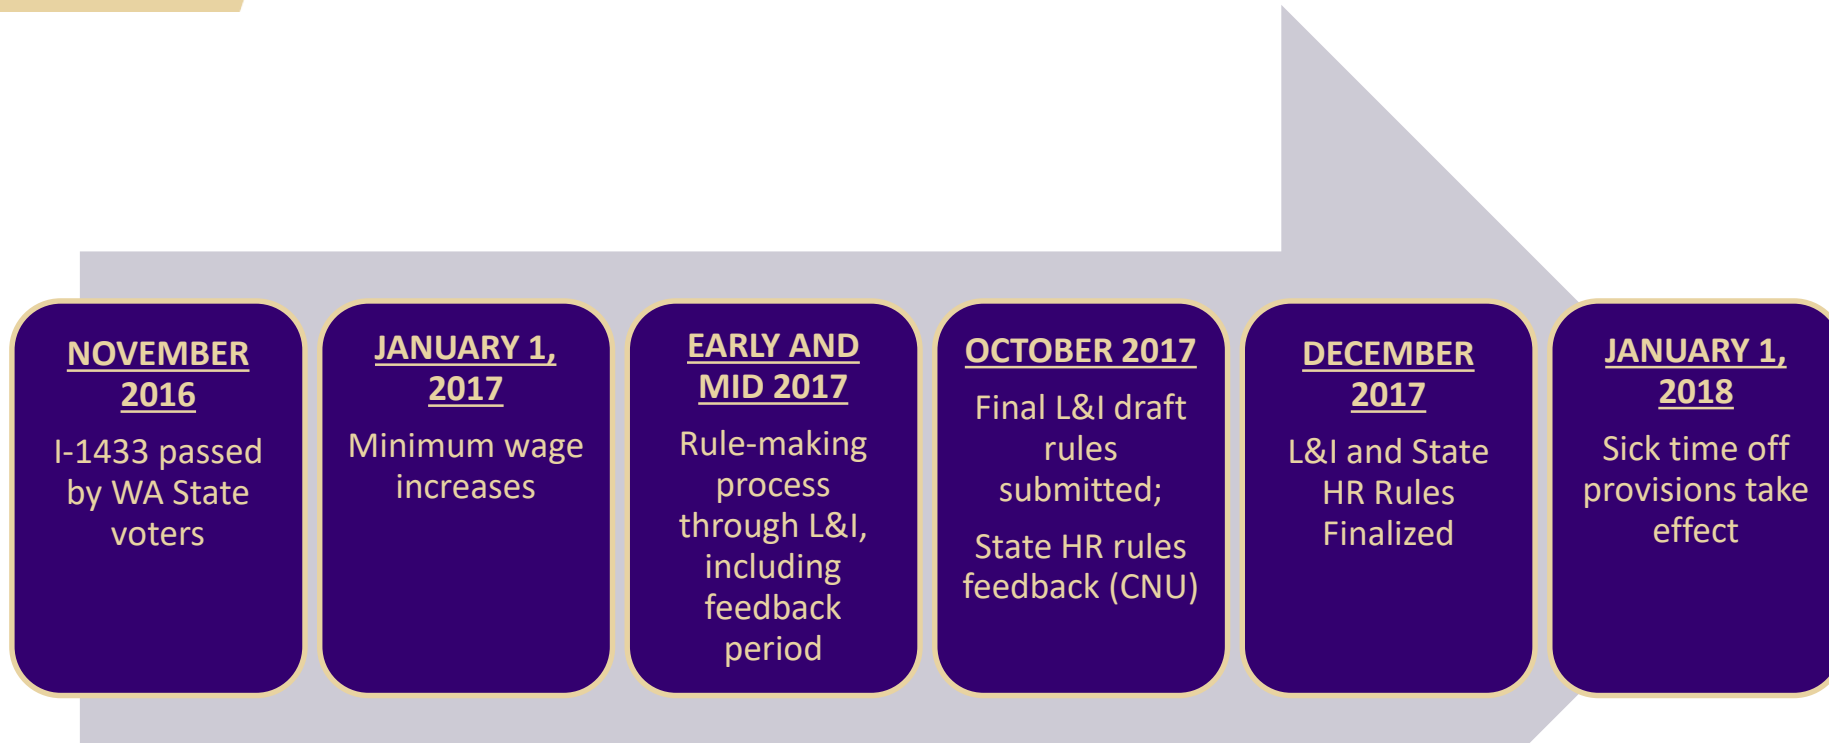 NOVEMBER
2016
I-1433 passed
by WA State
voters
JANUARY 1,
2017
Minimum wage
increases
EARLY AND
MID 2017
Rule-making
process
through L&I,
including
feedback
period
OCTOBER 2017
Final L&I draft
rules
submitted;
State HR rules
feedback (CNU)
DECEMBER
2017
L&I and State
HR Rules
Finalized
JANUARY 1,
2018
Sick time off
provisions take
effect